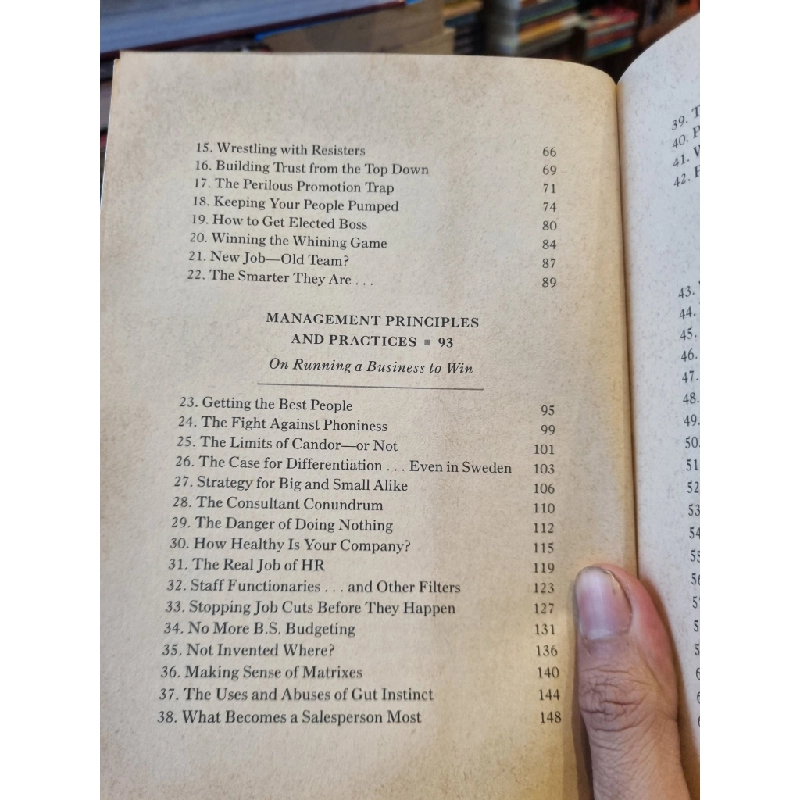 15. Wrestling with Resisters 66
16. Building Trust from the Top Down 69
17. The Perilous Promotion Trap 71
18. Keeping Your People Pumped 74
19. How to Get Elected Boss 80
20. Winning the Whining Game 84
21. New Job—Old Team? 87
22. The Smarter They Are . . . 89
MANAGEMENT PRINCIPLES
AND PRACTICES ▪ 93
On Running a Business to Win
23. Getting the Best People 95
24. The Fight Against Phoniness 99
25. The Limits of Candor—or Not 101
26. The Case for Differentiation . . . Even in Sweden 103
27. Strategy for Big and Small Alike 106
28. The Consultant Conundrum 110
29. The Danger of Doing Nothing 112
30. How Healthy Is Your Company? 115
31. The Real Job of HR 119
32. Staff Functionaries . . . and Other Filters 123
33. Stopping Job Cuts Before They Happen 127
34. No More B.S. Budgeting 131
35. Not Invented Where? 136
36. Making Sense of Matrixes 140
37. The Uses and Abuses of Gut Instinct 144
38. What Becomes a Salesperson Most 148
39.
40.
41.
42.
43.
44.
45.
46.
47.
48
49.
50.
51
52
53
54